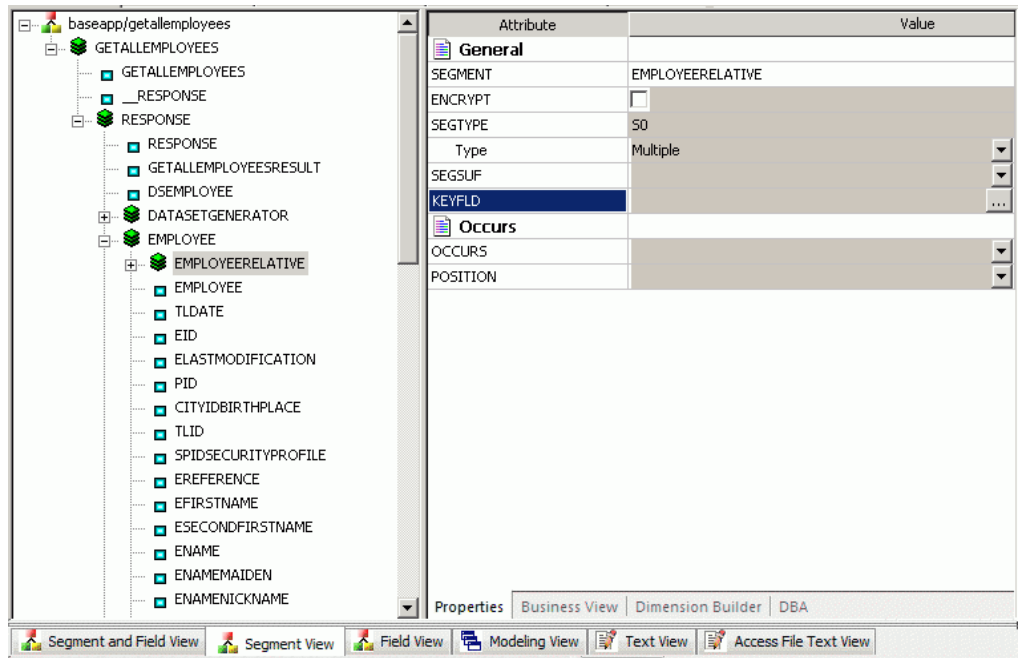 baseapp/getallemployees
GETALLEMPLOYEES
GETALLEMPLOYEES
__RESPONSE
RESPONSE
RESPONSE
GETALLEMPLOYEESRESULT
DSEMPLOYEE
DATASETGENERATOR
EMPLOYEE
EMPLOYEERELATIVE
EMPLOYEE
TLDATE
EID
ELASTMODIFICATION
PID
CITYIDBIRTHPLACE
TLID
SPIDSECURITYPROFILE
EREFERENCE
EFIRSTNAME
ESECONDFIRSTNAME
ENAME
ENAMEMAIDEN
ENAMENICKNAME
Attribute Value
General
SEGMENT EMPLOYEERELATIVE
ENCRYPT
SEGTYPE S0
Type Multiple
SEGSUF
KEYFLD ...
Occurs
OCCURS
POSITION
Properties Business View Dimension Builder DBA
Segment and Field View Segment View Field View Modeling View Text View Access File Text View